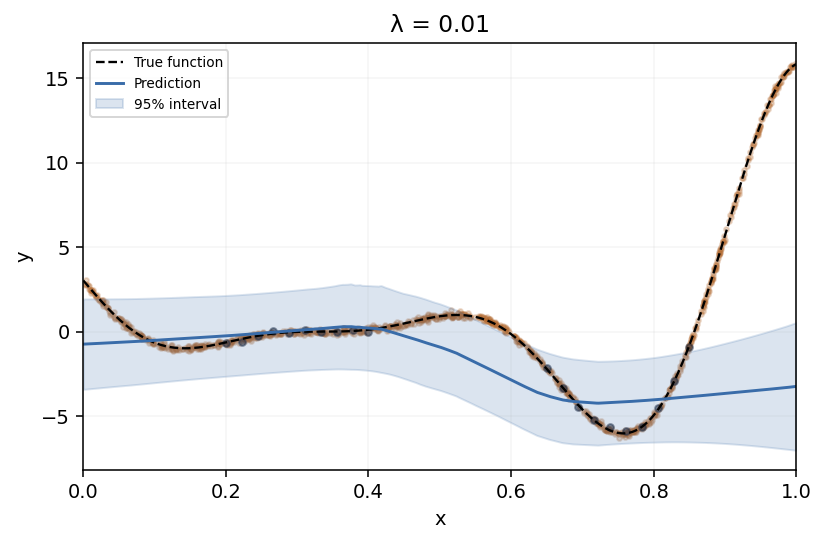 λ = 0.01
True function
Prediction
95% interval
y
15
10
5
0
−5
0.0 0.2 0.4 0.6 0.8 1.0
x